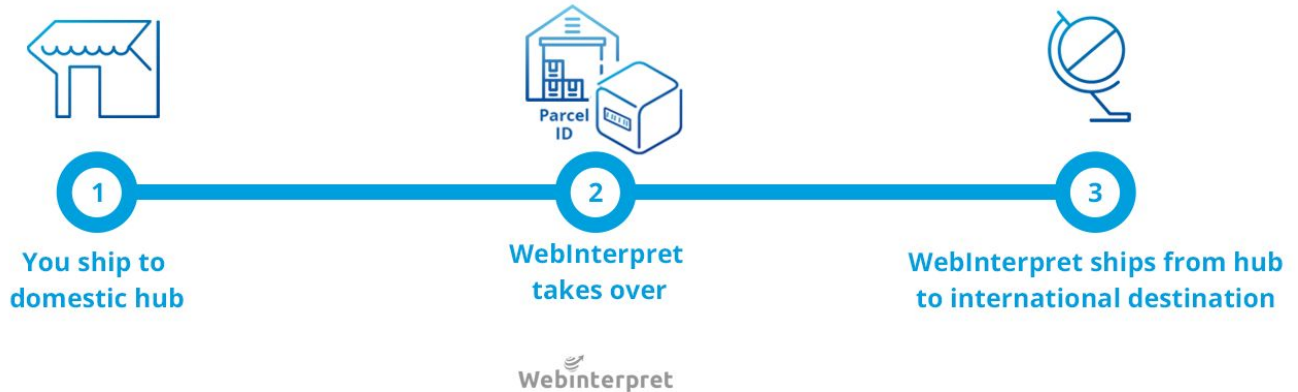 Parcel
ID
1
2
3
You ship to
domestic hub
WebInterpret
takes over
WebInterpret ships from hub
to international destination
Webinterpret